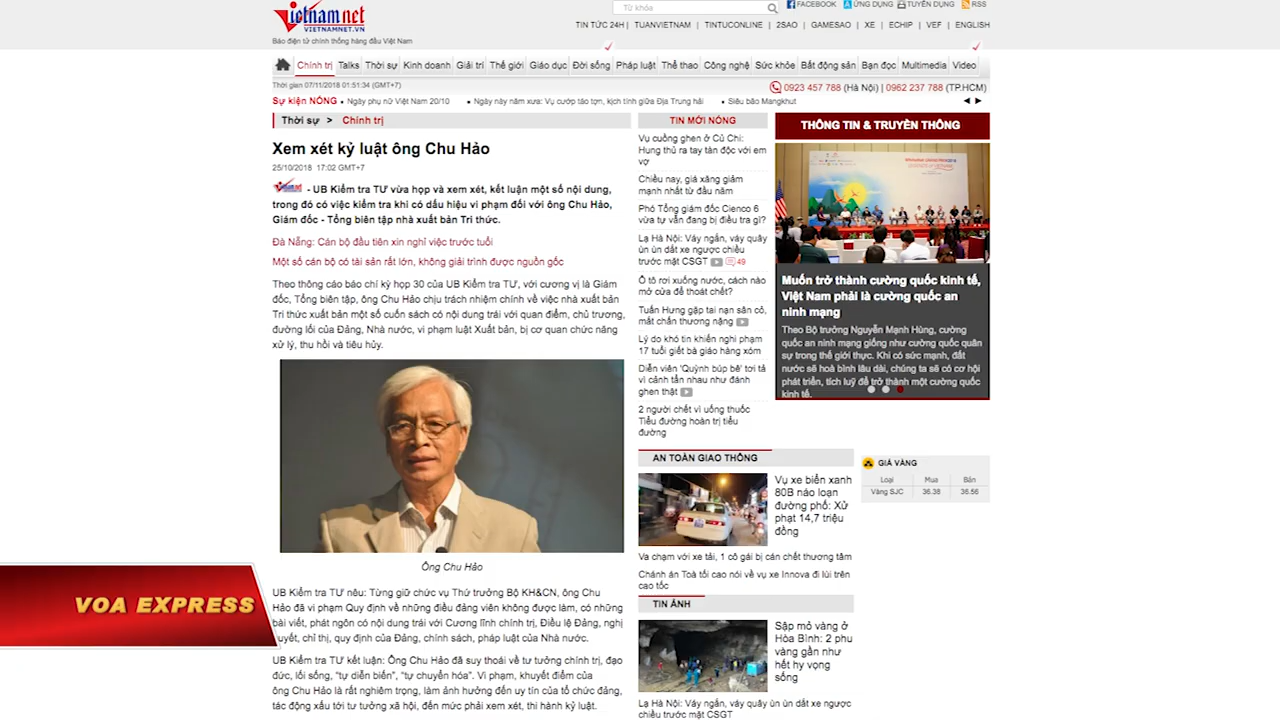 vietnamnet
VIETNAMNET.VN
Báo điện tử chính thống hàng đầu Việt Nam
Từ khóa
FACEBOOK
ỨNG DỤNG
TUYỂN DỤNG
RSS
TIN TỨC 24H | TUANVIETNAM | TINTUCONLINE | 2SAO | GAMESAO | XE | ECHIP | VEF | ENGLISH
Chính trị Talks Thời sự Kinh doanh Giải trí Thế giới Giáo dục Đời sống Pháp luật Thể thao Công nghệ Sức khỏe Bất động sản Bạn đọc Multimedia Video
Thời gian 07/11/2018 01:51:34 (GMT+7)
0923 457 788 (Hà Nội) | 0962 237 788 (TP.HCM)
Sự kiện NÓNG • Ngày phụ nữ Việt Nam 20/10 • Ngày này năm xưa: Vụ cướp táo tợn, kịch tính giữa Địa Trung hải • Siêu bão Mangkhut
Thời sự > Chính trị
Xem xét kỷ luật ông Chu Hảo
25/10/2018 17:02 GMT+7
- UB Kiểm tra TƯ vừa họp và xem xét, kết luận một số nội dung,
trong đó có việc kiểm tra khi có dấu hiệu vi phạm đối với ông Chu Hảo,
Giám đốc - Tổng biên tập nhà xuất bản Tri thức.
Đà Nẵng: Cán bộ đầu tiên xin nghỉ việc trước tuổi
Một số cán bộ có tài sản rất lớn, không giải trình được nguồn gốc
Theo thông cáo báo chí kỳ họp 30 của UB Kiểm tra TƯ, với cương vị là Giám
đốc, Tổng biên tập, ông Chu Hảo chịu trách nhiệm chính về việc nhà xuất bản
Tri thức xuất bản một số cuốn sách có nội dung trái với quan điểm, chủ trương,
đường lối của Đảng, Nhà nước, vi phạm luật Xuất bản, bị cơ quan chức năng
xử lý, thu hồi và tiêu hủy.
Ông Chu Hảo
UB Kiểm tra TƯ nêu: Từng giữ chức vụ Thứ trưởng Bộ KH&CN, ông Chu
Hảo đã vi phạm Quy định về những điều đảng viên không được làm, có những
bài viết, phát ngôn có nội dung trái với Cương lĩnh chính trị, Điều lệ Đảng, nghị
quyết, chỉ thị, quy định của Đảng, chính sách, pháp luật của Nhà nước.
UB Kiểm tra TƯ kết luận: Ông Chu Hảo đã suy thoái về tư tưởng chính trị, đạo
đức, lối sống, "tự diễn biến", "tự chuyển hóa". Vi phạm, khuyết điểm của
ông Chu Hảo là rất nghiêm trọng, làm ảnh hưởng đến uy tín của tổ chức đảng,
tác động xấu tới tư tưởng xã hội, đến mức phải xem xét, thi hành kỷ luật.
TIN MỚI NÓNG
Vụ cuồng ghen ở Củ Chi:
Hung thủ ra tay tàn độc với em
vợ
Chiều nay, giá xăng giảm
mạnh nhất từ đầu năm
Phó Tổng giám đốc Cienco 6
vừa tự vẫn đang bị điều tra gì?
Lạ Hà Nội: Váy ngắn, váy quây
ùn ùn dắt xe ngược chiều
trước mặt CSGT 49
Ô tô rơi xuống nước, cách nào
mở cửa để thoát chết?
Tuấn Hưng gặp tai nạn sân cỏ,
mắt chấn thương nặng
Lý do khó tin khiến nghi phạm
17 tuổi giết bà giáo hàng xóm
Diễn viên 'Quỳnh búp bê' tơi tả
vì cảnh tẩn nhau như đánh
ghen thật
2 người chết vì uống thuốc
Tiểu đường hoàn trị tiểu
đường
THÔNG TIN & TRUYỀN THÔNG
Muốn trở thành cường quốc kinh tế,
Việt Nam phải là cường quốc an
ninh mạng
Theo Bộ trưởng Nguyễn Mạnh Hùng, cường
quốc an ninh mạng giống như cường quốc quân
sự trong thế giới thực. Khi có sức mạnh, đất
nước sẽ hoà bình lâu dài, chúng ta sẽ có cơ hội
phát triển, tích luỹ để trở thành một cường quốc
kinh tế.
AN TOÀN GIAO THÔNG
Vụ xe biển xanh
80B náo loạn
đường phố: Xử
phạt 14,7 triệu
đồng
Va chạm với xe tải, 1 cô gái bị cán chết thương tâm
Chánh án Toà tối cao nói về vụ xe Innova đi lùi trên
cao tốc
GIÁ VÀNG
Loại Mua Bán
Vàng SJC 36.38 36.56
TIN ẢNH
Sập mỏ vàng ở
Hòa Bình: 2 phu
vàng gần như
hết hy vọng
sống
Lạ Hà Nội: Váy ngắn, váy quây ùn ùn dắt xe ngược
chiều trước mặt CSGT
VOA EXPRESS